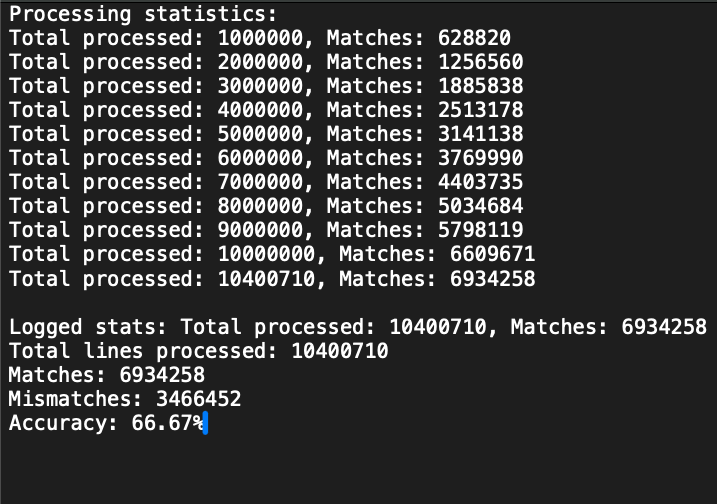 Processing statistics:
Total processed: 1000000, Matches: 628820
Total processed: 2000000, Matches: 1256560
Total processed: 3000000, Matches: 1885838
Total processed: 4000000, Matches: 2513178
Total processed: 5000000, Matches: 3141138
Total processed: 6000000, Matches: 3769990
Total processed: 7000000, Matches: 4403735
Total processed: 8000000, Matches: 5034684
Total processed: 9000000, Matches: 5798119
Total processed: 10000000, Matches: 6609671
Total processed: 10400710, Matches: 6934258
Logged stats: Total processed: 10400710, Matches: 6934258
Total lines processed: 10400710
Matches: 6934258
Mismatches: 3466452
Accuracy: 66.67%